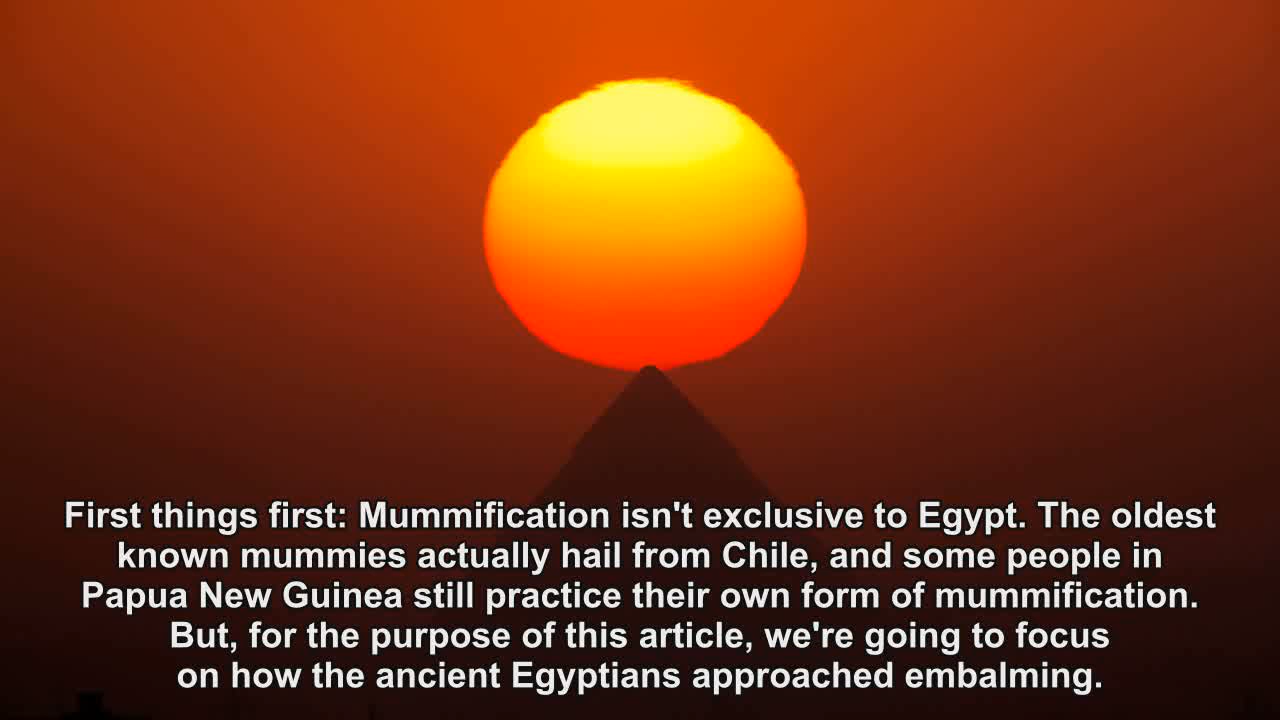 First things first: Mummification isn't exclusive to Egypt. The oldest
known mummies actually hail from Chile, and some people in
Papua New Guinea still practice their own form of mummification.
But, for the purpose of this article, we're going to focus
on how the ancient Egyptians approached embalming.